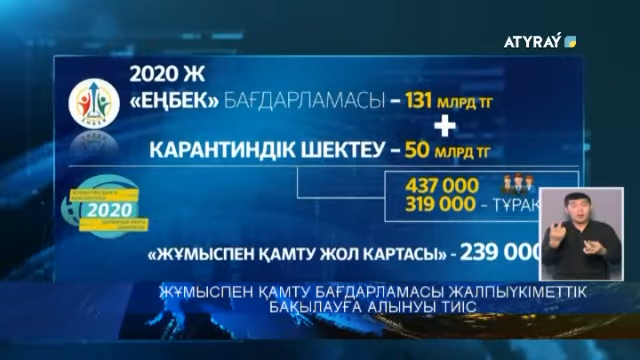 ATYRAÝ
2020 Ж
«ЕҢБЕК» БАҒДАРЛАМАСЫ – 131 МЛРД ТГ
+
КАРАНТИНДІК ШЕКТЕУ – 50 МЛРД ТГ
437 000
319 000 - ТҰРАҚ
ЕҢБЕК
2020
«ЖҰМЫСПЕН ҚАМТУ ЖОЛ КАРТАСЫ» - 239 000
ЖҰМЫСПЕН ҚАМТУ БАҒДАРЛАМАСЫ ЖАЛПЫҮКІМЕТТІК
БАҚЫЛАУҒА АЛЫНУЫ ТИІС